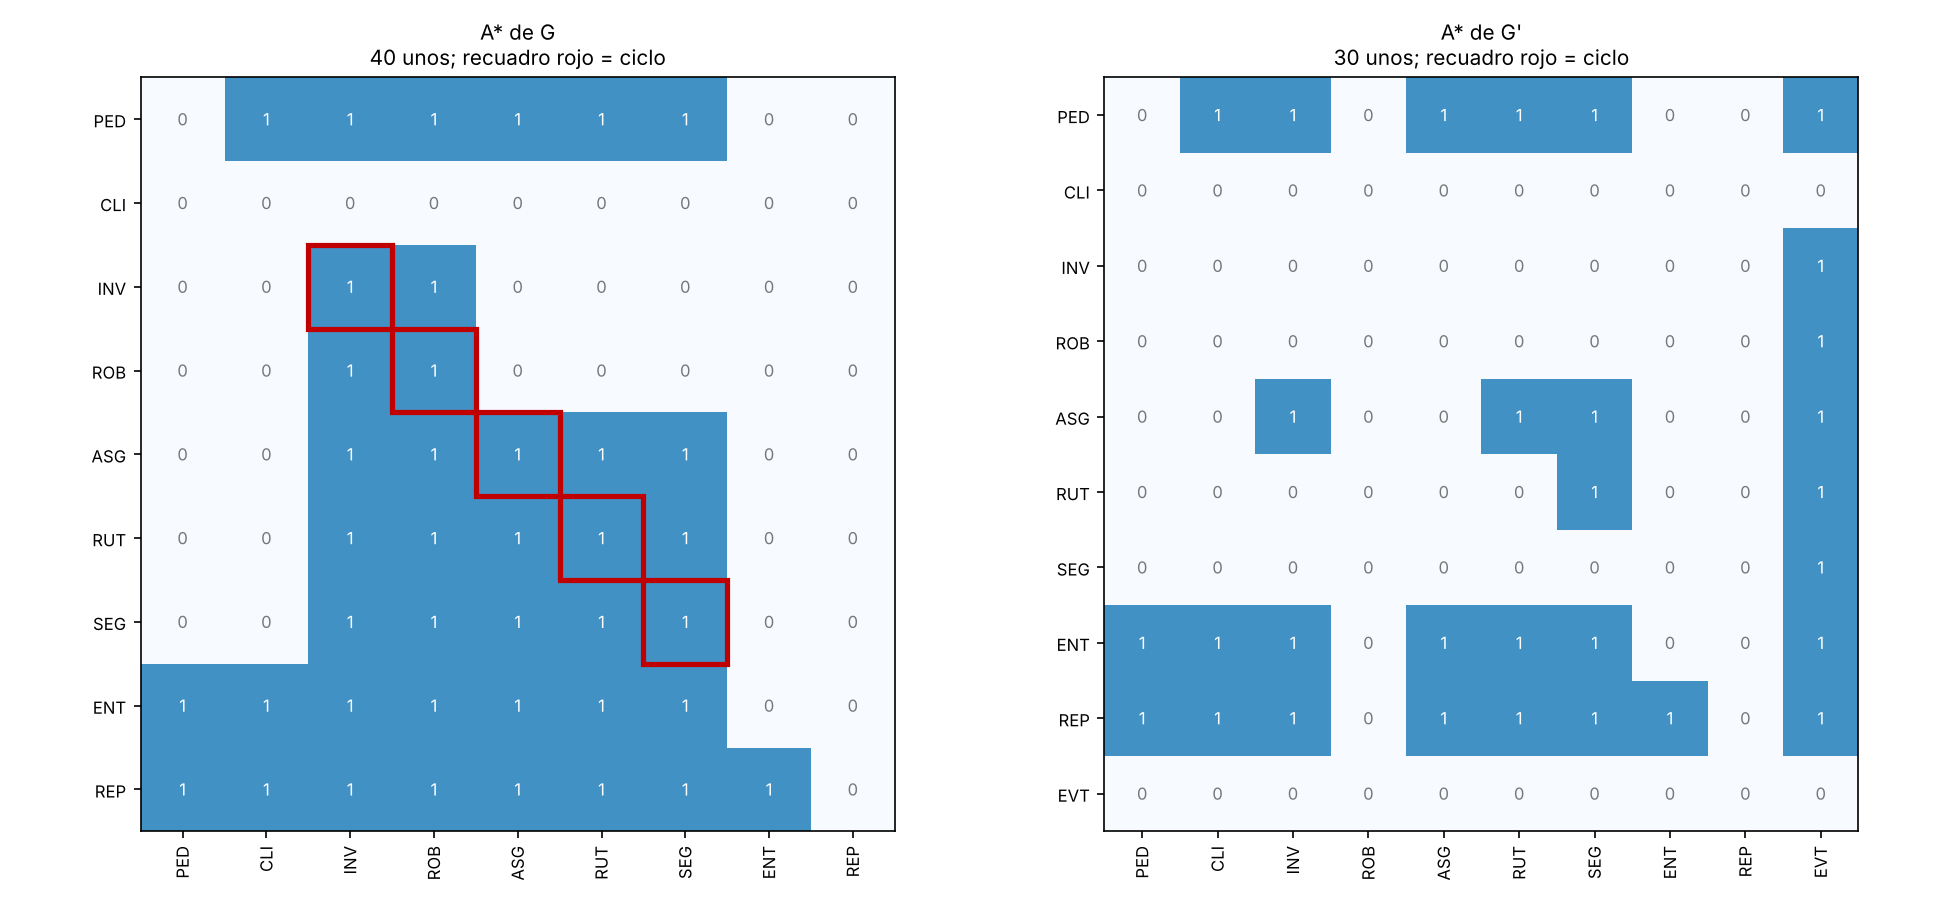 A* de G
40 unos; recuadro rojo = ciclo
PED 0 1 1 1 1 1 1 0 0
CLI 0 0 0 0 0 0 0 0 0
INV 0 0 1 1 0 0 0 0 0
ROB 0 0 1 1 0 0 0 0 0
ASG 0 0 1 1 1 1 1 0 0
RUT 0 0 1 1 1 1 1 0 0
SEG 0 0 1 1 1 1 1 0 0
ENT 1 1 1 1 1 1 1 0 0
REP 1 1 1 1 1 1 1 1 0
PED CLI INV ROB ASG RUT SEG ENT REP
A* de G'
30 unos; recuadro rojo = ciclo
PED 0 1 1 0 1 1 1 0 0 1
CLI 0 0 0 0 0 0 0 0 0 0
INV 0 0 0 0 0 0 0 0 0 1
ROB 0 0 0 0 0 0 0 0 0 1
ASG 0 0 1 0 0 1 1 0 0 1
RUT 0 0 0 0 0 0 1 0 0 1
SEG 0 0 0 0 0 0 0 0 0 1
ENT 1 1 1 0 1 1 1 0 0 1
REP 1 1 1 0 1 1 1 1 0 1
EVT 0 0 0 0 0 0 0 0 0 0
PED CLI INV ROB ASG RUT SEG ENT REP EVT